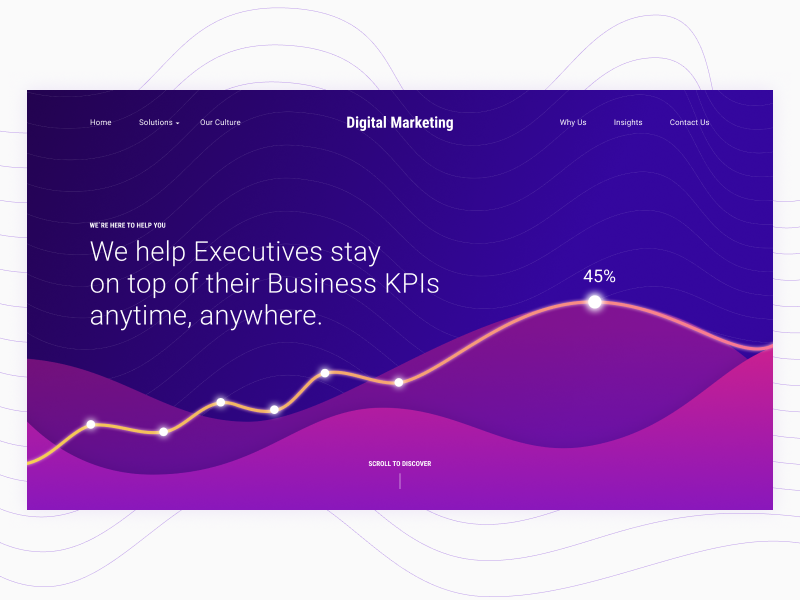 Home Solutions Our Culture Digital Marketing Why Us Insights Contact Us
WE'RE HERE TO HELP YOU
We help Executives stay
on top of their Business KPIs
anytime, anywhere.
45%
SCROLL TO DISCOVER